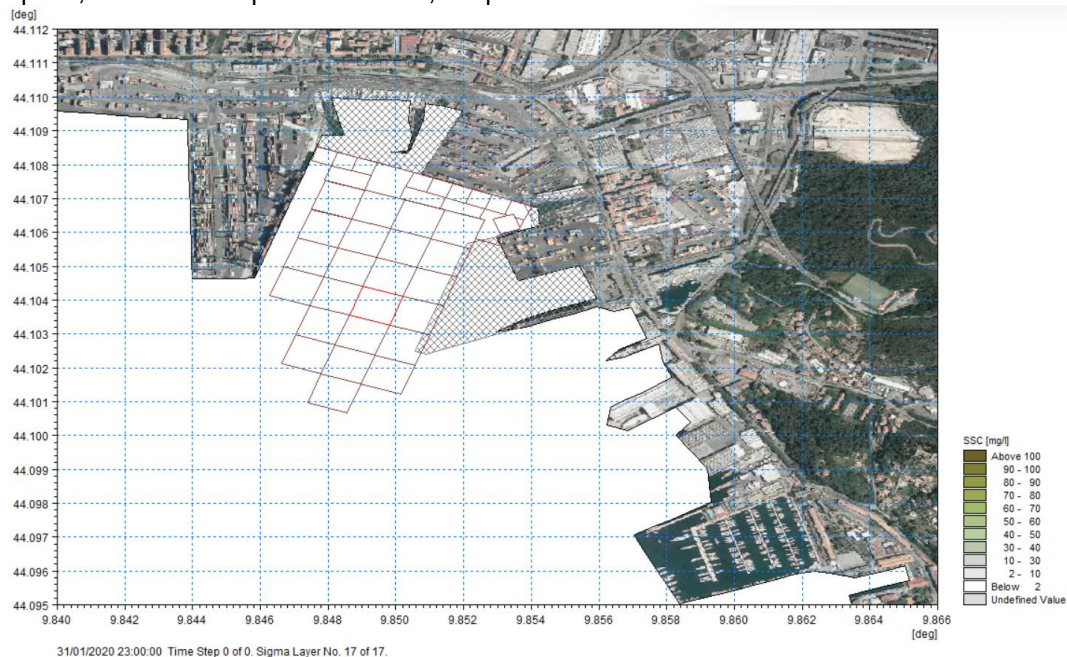 [deg]
44.112
44.111
44.110
44.109
44.108
44.107
44.106
44.105
44.104
44.103
44.102
44.101
44.100
44.099
44.098
44.097
44.096
44.095
9.840 9.842 9.844 9.846 9.848 9.850 9.852 9.854 9.856 9.858 9.860 9.862 9.864 9.866
[deg]
SSC [mg/l]
Above 100
90 - 100
80 - 90
70 - 80
60 - 70
50 - 60
40 - 50
30 - 40
10 - 30
2 - 10
Below 2
Undefined Value
31/01/2020 23:00:00 Time Step 0 of 0. Sigma Layer No. 17 of 17.